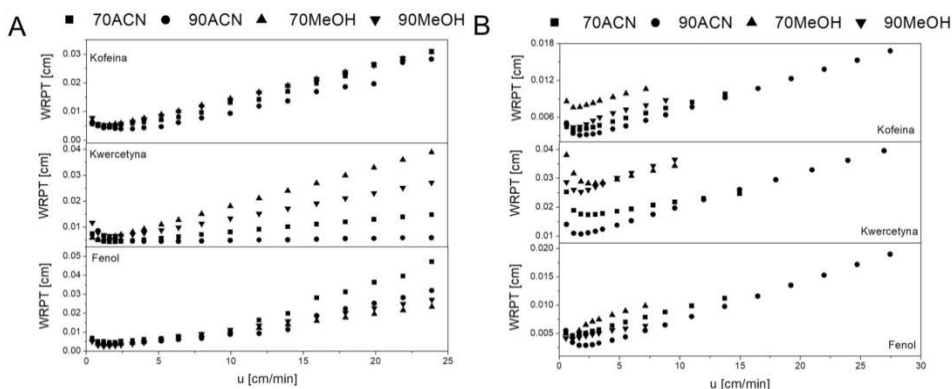 A
70ACN 90ACN 70MeOH 90MeOH
Kofeina
WRPT [cm]
0.03
0.02
0.01
0.00
Kwercetyna
WRPT [cm]
0.04
0.03
0.02
0.01
0.00
Fenol
WRPT [cm]
0.05
0.04
0.03
0.02
0.01
0.00
0 5 10 15 20 25
u [cm/min]
B
70ACN 90ACN 70MeOH 90MeOH
WRPT [cm]
0.018
0.012
0.006
Kofeina
WRPT [cm]
0.04
0.03
0.02
0.01
Kwercetyna
WRPT [cm]
0.020
0.015
0.010
0.005
Fenol
0 5 10 15 20 25 30
u [cm/min]